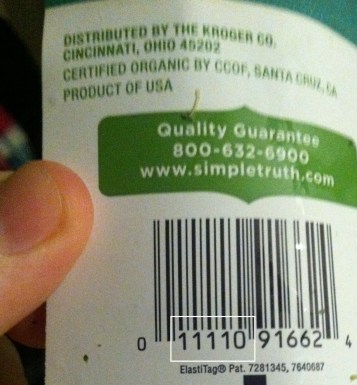 DISTRIBUTED BY THE KROGER CO.
CINCINNATI, OHIO 45202
CERTIFIED ORGANIC BY CCOF, SANTA CRUZ, CA
PRODUCT OF USA
Quality Guarantee
800-632-6900
www.simpletruth.com
0 11110 91662 4
ElastiTag® Pat. 7281345, 7640687